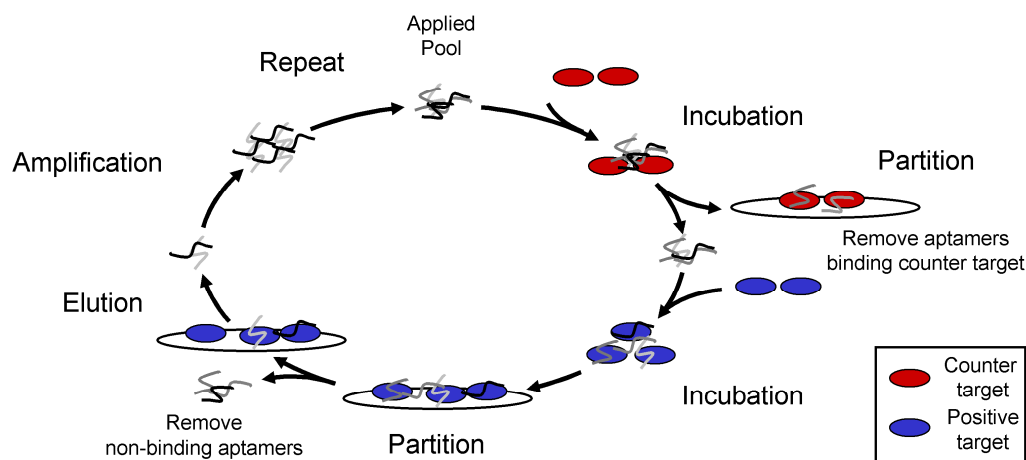 Applied
Pool
Repeat
Incubation
Amplification
Partition
Remove aptamers
binding counter target
Elution
Incubation
Remove
non-binding aptamers
Partition
Counter
target
Positive
target